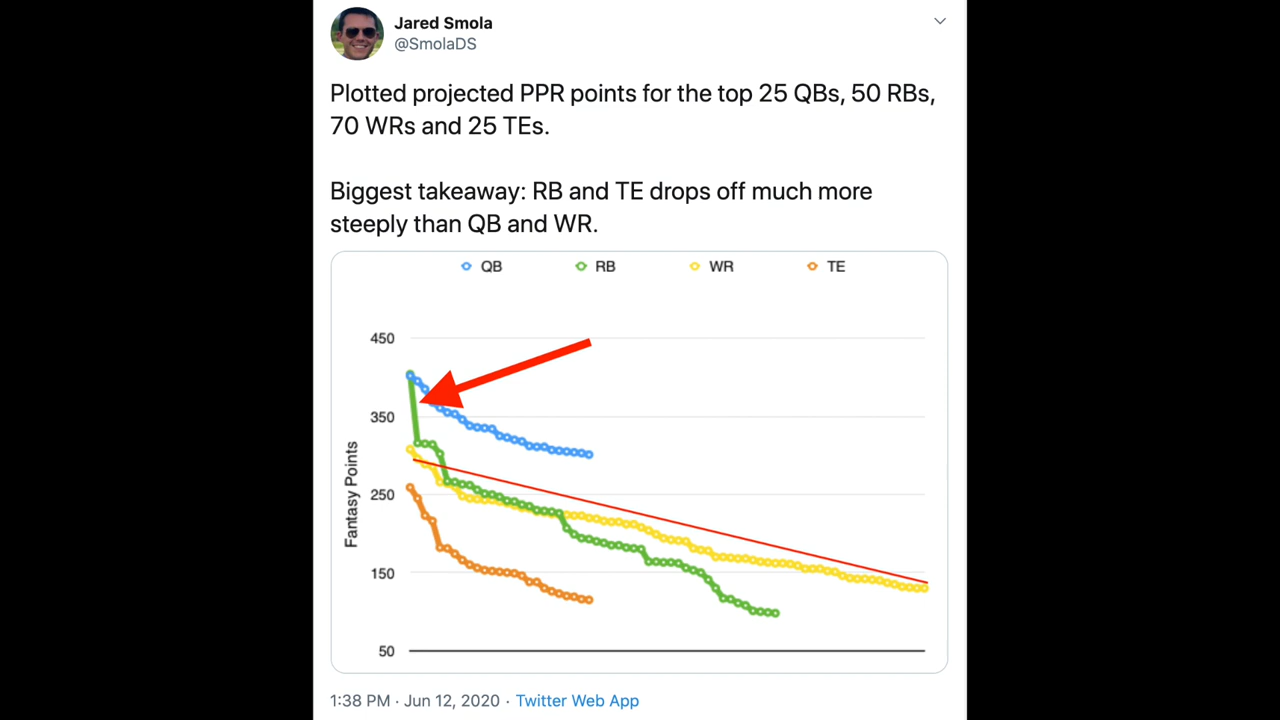 Jared Smola
@SmolaDS
Plotted projected PPR points for the top 25 QBs, 50 RBs,
70 WRs and 25 TEs.
Biggest takeaway: RB and TE drops off much more
steeply than QB and WR.
QB RB WR TE
450
350
250
150
50
Fantasy Points
1:38 PM · Jun 12, 2020 · Twitter Web App